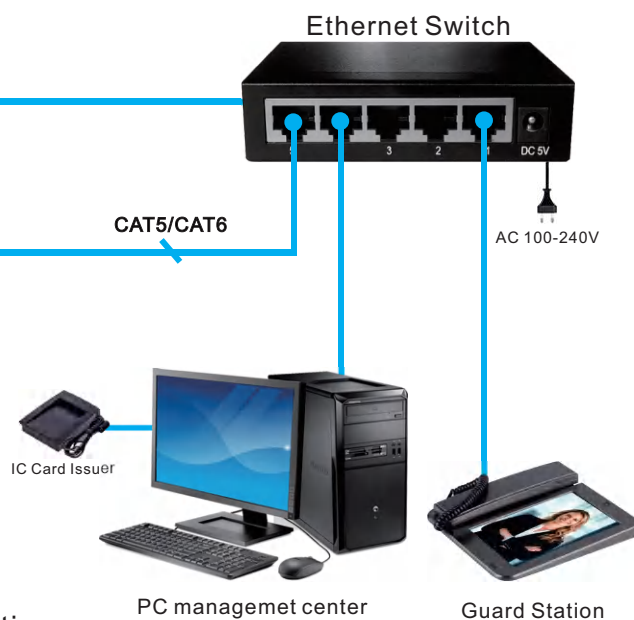 Ethernet Switch
3
2
1
DC 5V
CAT5/CAT6
AC 100-240V
IC Card Issuer
PC managemet center
Guard Station